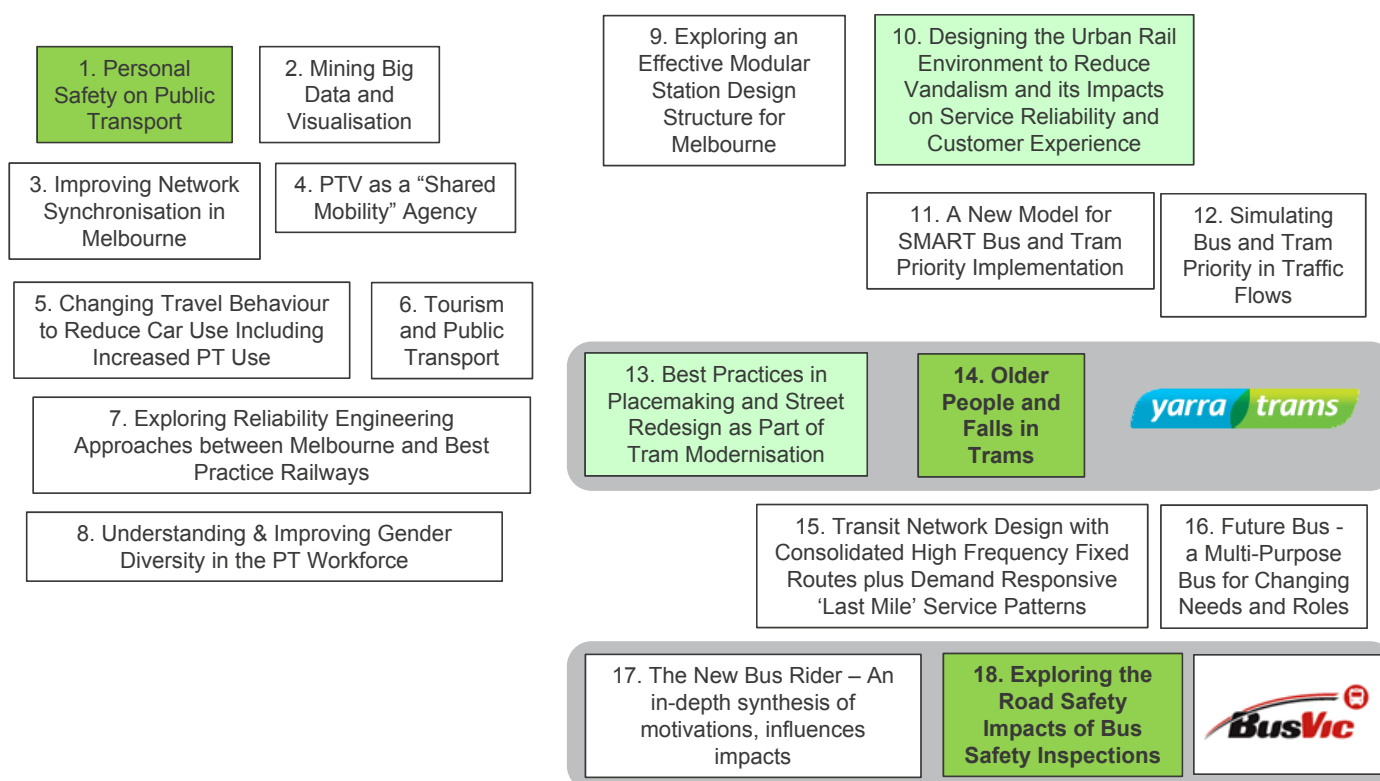 1. Personal
Safety on Public
Transport
2. Mining Big
Data and
Visualisation
3. Improving Network
Synchronisation in
Melbourne
4. PTV as a “Shared
Mobility” Agency
5. Changing Travel Behaviour
to Reduce Car Use Including
Increased PT Use
6. Tourism
and Public
Transport
7. Exploring Reliability Engineering
Approaches between Melbourne and Best
Practice Railways
8. Understanding & Improving Gender
Diversity in the PT Workforce
9. Exploring an
Effective Modular
Station Design
Structure for
Melbourne
10. Designing the Urban Rail
Environment to Reduce
Vandalism and its Impacts
on Service Reliability and
Customer Experience
11. A New Model for
SMART Bus and Tram
Priority Implementation
12. Simulating
Bus and Tram
Priority in Traffic
Flows
13. Best Practices in
Placemaking and Street
Redesign as Part of
Tram Modernisation
14. Older
People and
Falls in
Trams
yarra trams
15. Transit Network Design with
Consolidated High Frequency Fixed
Routes plus Demand Responsive
‘Last Mile’ Service Patterns
16. Future Bus -
a Multi-Purpose
Bus for Changing
Needs and Roles
17. The New Bus Rider – An
in-depth synthesis of
motivations, influences
impacts
18. Exploring the
Road Safety
Impacts of Bus
Safety Inspections
BusVic